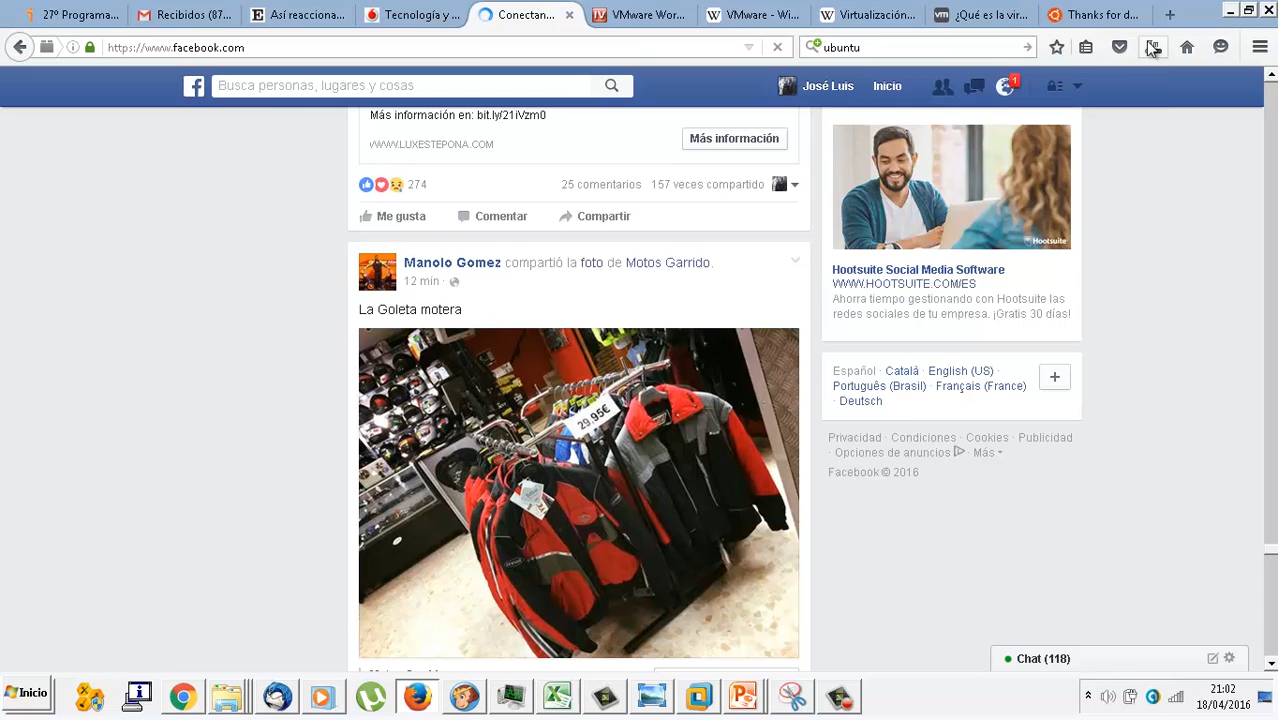 27º Programa...
Recibidos (87...
Así reacciona...
Tecnología y ...
Conectan...
VMware Wor...
VMware - Wi...
Virtualización...
¿Qué es la vir...
Thanks for d...
https://www.facebook.com
ubuntu
Busca personas, lugares y cosas
José Luis
Inicio
1
Más información en: bit.ly/21iVzm0
WWW.LUXESTEPONA.COM
Más información
274
25 comentarios
157 veces compartido
Me gusta
Comentar
Compartir
Manolo Gomez compartió la foto de Motos Garrido.
12 min ·
La Goleta motera
29.95€
Hootsuite
Hootsuite Social Media Software
WWW.HOOTSUITE.COM/ES
Ahorra tiempo gestionando con Hootsuite las
redes sociales de tu empresa. ¡Gratis 30 días!
Español · Català · English (US) ·
Português (Brasil) · Français (France)
· Deutsch
Privacidad · Condiciones · Cookies · Publicidad
· Opciones de anuncios · Más
Facebook © 2016
Chat (118)
Inicio
21:02
18/04/2016